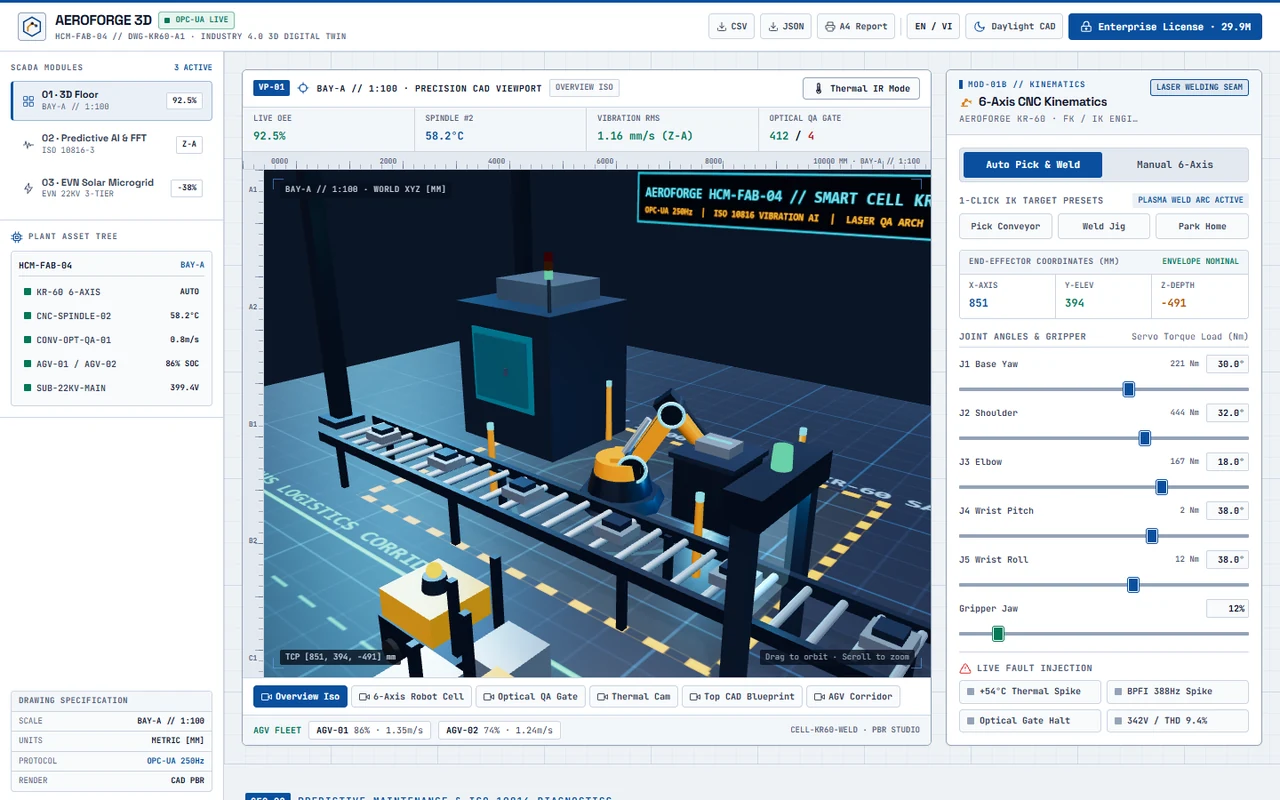 AEROFORGE 3D
OPC-UA LIVE
HCM-FAB-04 // DWG-KR60-A1 · INDUSTRY 4.0 3D DIGITAL TWIN
CSV
JSON
A4 Report
EN / VI
Daylight CAD
Enterprise License · 29.9M
SCADA MODULES
3 ACTIVE
01 · 3D Floor
BAY-A // 1:100
92.5%
02 · Predictive AI & FFT
ISO 10816-3
Z-A
03 · EVN Solar Microgrid
EVN 22KV 3-TIER
-38%
PLANT ASSET TREE
HCM-FAB-04
BAY-A
KR-60 6-AXIS
AUTO
CNC-SPINDLE-02
58.2°C
CONV-OPT-QA-01
0.8m/s
AGV-01 / AGV-02
86% SOC
SUB-22KV-MAIN
399.4V
DRAWING SPECIFICATION
SCALE
BAY-A // 1:100
UNITS
METRIC [MM]
PROTOCOL
OPC-UA 250Hz
RENDER
CAD PBR
VP-01
BAY-A // 1:100 · PRECISION CAD VIEWPORT
OVERVIEW ISO
Thermal IR Mode
LIVE OEE
92.5%
SPINDLE #2
58.2°C
VIBRATION RMS
1.16 mm/s (Z-A)
OPTICAL QA GATE
412 / 4
0000
2000
4000
6000
8000
10000 MM · BAY-A // 1:100
A1
A2
B1
B2
C1
BAY-A // 1:100 · WORLD XYZ [MM]
AEROFORGE HCM-FAB-04 // SMART CELL KR
OPC-UA 250Hz | ISO 10816 VIBRATION AI | LASER QA ARCH
LOGISTICS CORRID
KR-60 SA
TCP [851, 394, -491] mm
Drag to orbit · Scroll to zoom
Overview Iso
6-Axis Robot Cell
Optical QA Gate
Thermal Cam
Top CAD Blueprint
AGV Corridor
AGV FLEET
AGV-01 86% · 1.35m/s
AGV-02 74% · 1.24m/s
CELL-KR60-WELD · PBR STUDIO
PREDICTIVE MAINTENANCE & ISO 10816 DIAGNOSTICS
MOD-01B // KINEMATICS
6-Axis CNC Kinematics
AEROFORGE KR-60 · FK / IK ENGI…
LASER WELDING SEAM
Auto Pick & Weld
Manual 6-Axis
1-CLICK IK TARGET PRESETS
PLASMA WELD ARC ACTIVE
Pick Conveyor
Weld Jig
Park Home
END-EFFECTOR COORDINATES (MM)
ENVELOPE NOMINAL
X-AXIS
851
Y-ELEV
394
Z-DEPTH
-491
JOINT ANGLES & GRIPPER
Servo Torque Load (Nm)
J1 Base Yaw
221 Nm
30.0°
J2 Shoulder
444 Nm
32.0°
J3 Elbow
167 Nm
18.0°
J4 Wrist Pitch
2 Nm
38.0°
J5 Wrist Roll
12 Nm
38.0°
Gripper Jaw
12%
LIVE FAULT INJECTION
+54°C Thermal Spike
BPFI 388Hz Spike
Optical Gate Halt
342V / THD 9.4%